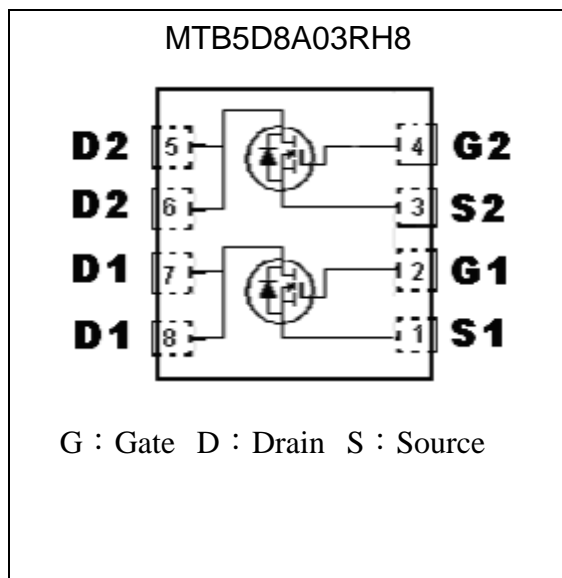 MTB5D8A03RH8
D2 5 4 G2
D2 6 3 S2
D1 7 2 G1
D1 8 1 S1
G：Gate D：Drain S：Source